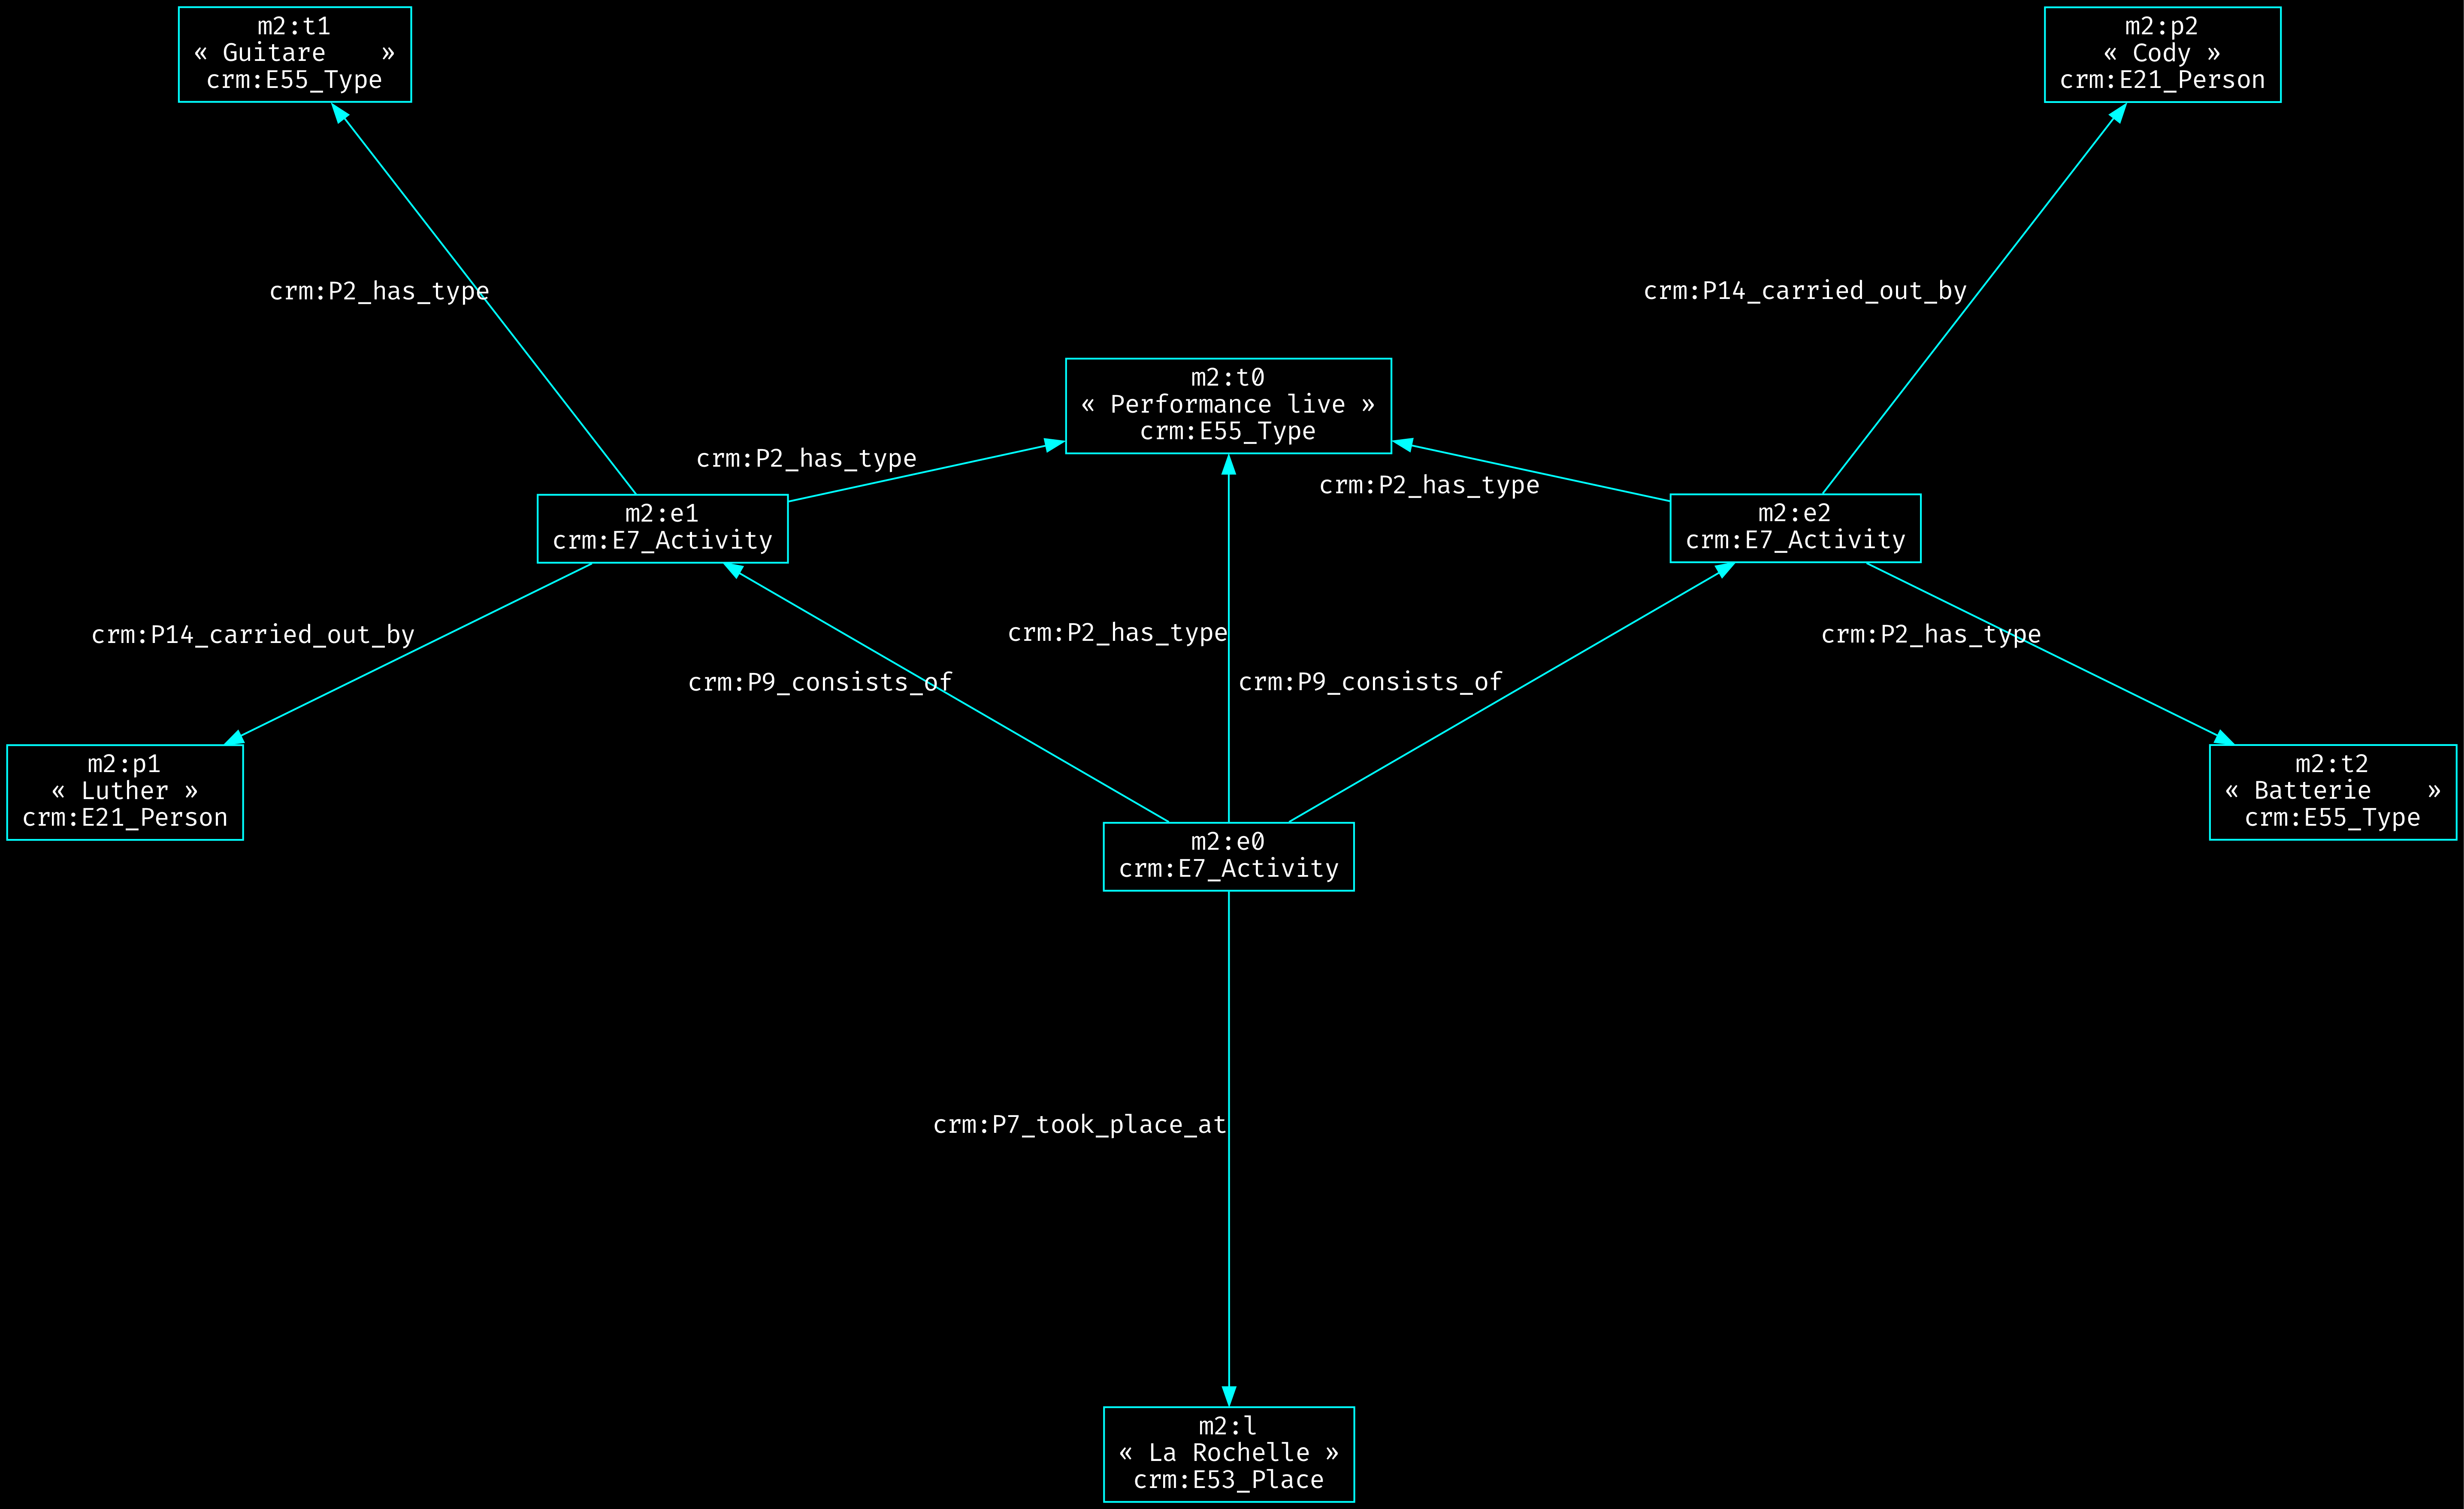 m2:t1
« Guitare    »
crm:E55_Type
m2:p2
« Cody »
crm:E21_Person
crm:P2_has_type
crm:P14_carried_out_by
m2:t0
« Performance live »
crm:E55_Type
crm:P2_has_type
crm:P2_has_type
m2:e1
crm:E7_Activity
m2:e2
crm:E7_Activity
crm:P14_carried_out_by
crm:P2_has_type
crm:P2_has_type
crm:P9_consists_of
crm:P9_consists_of
m2:p1
« Luther »
crm:E21_Person
m2:t2
« Batterie    »
crm:E55_Type
m2:e0
crm:E7_Activity
crm:P7_took_place_at
m2:l
« La Rochelle »
crm:E53_Place